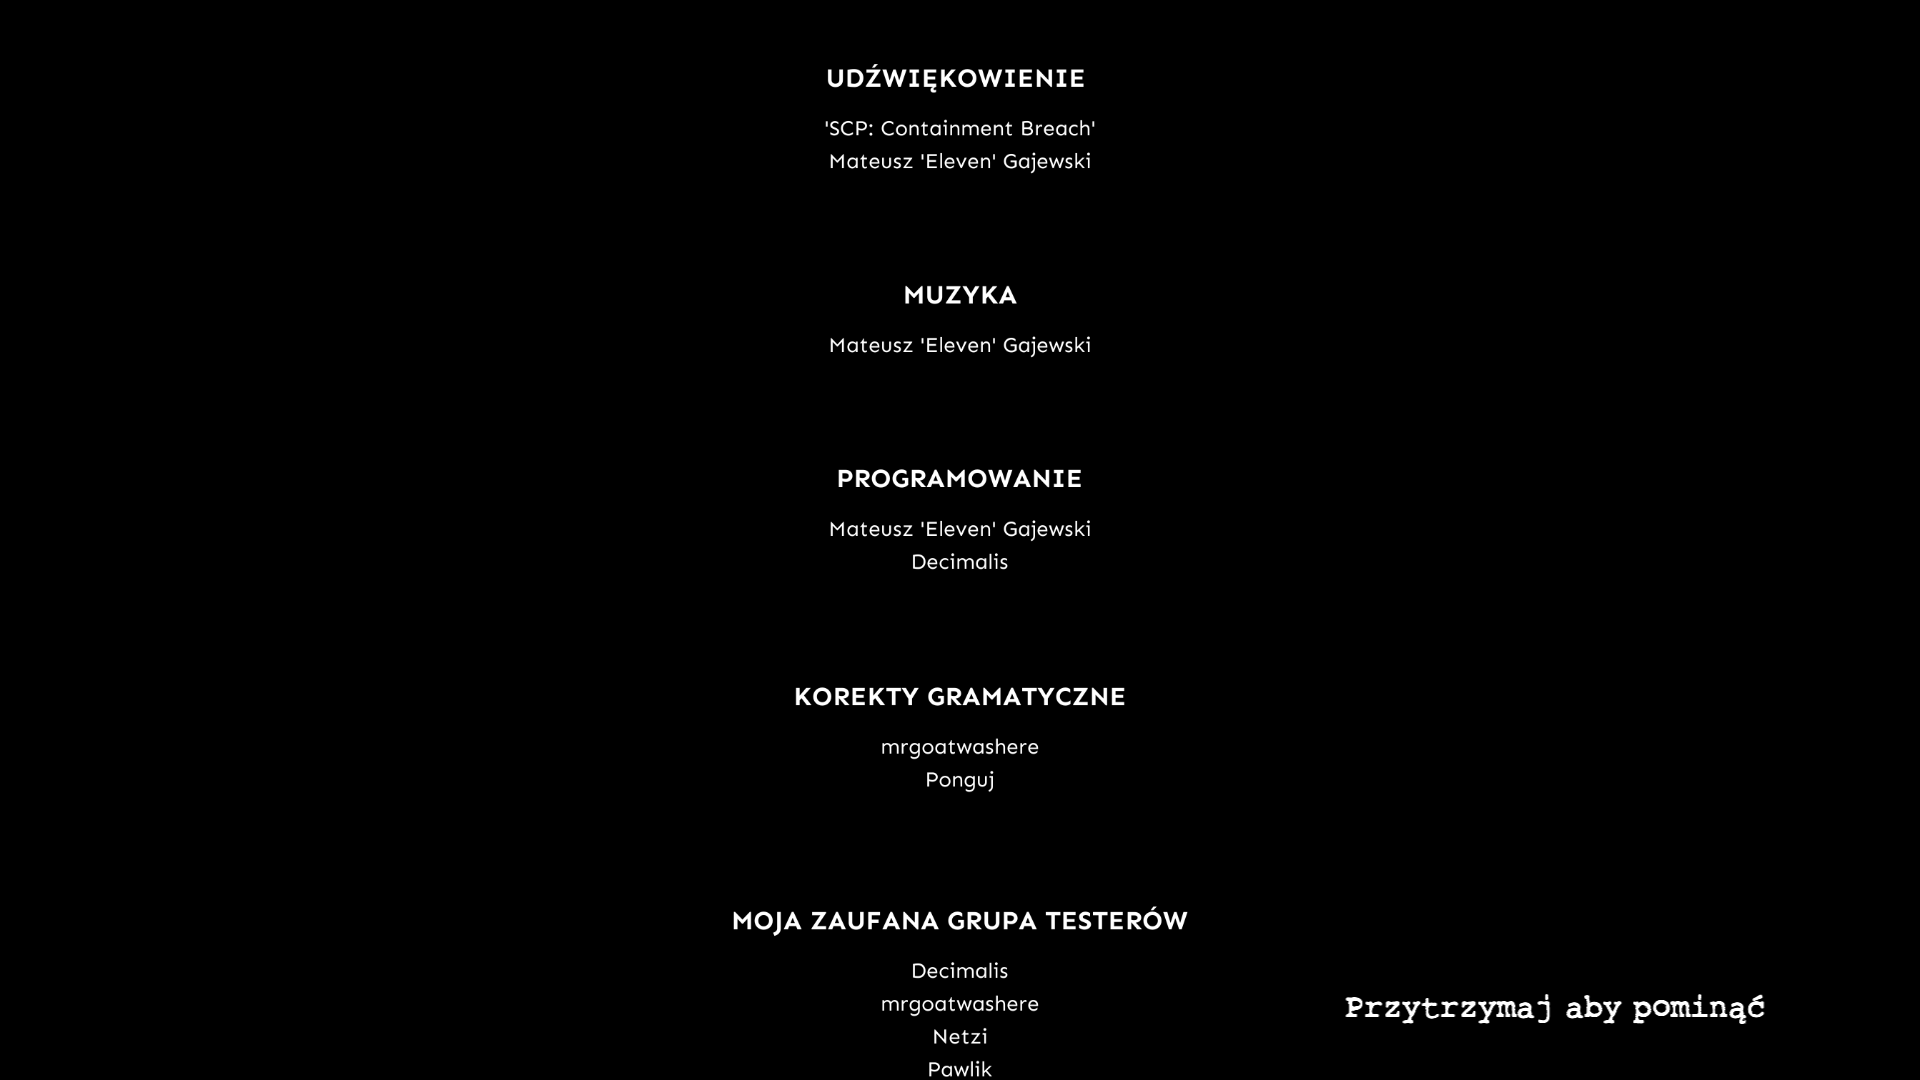 UDŹWIĘKOWIENIE
'SCP: Containment Breach'
Mateusz 'Eleven' Gajewski
MUZYKA
Mateusz 'Eleven' Gajewski
PROGRAMOWANIE
Mateusz 'Eleven' Gajewski
Decimalis
KOREKTY GRAMATYCZNE
mrgoatwashere
Ponguj
MOJA ZAUFANA GRUPA TESTERÓW
Decimalis
mrgoatwashere
Netzi
Pawlik
Przytrzymaj aby pominąć